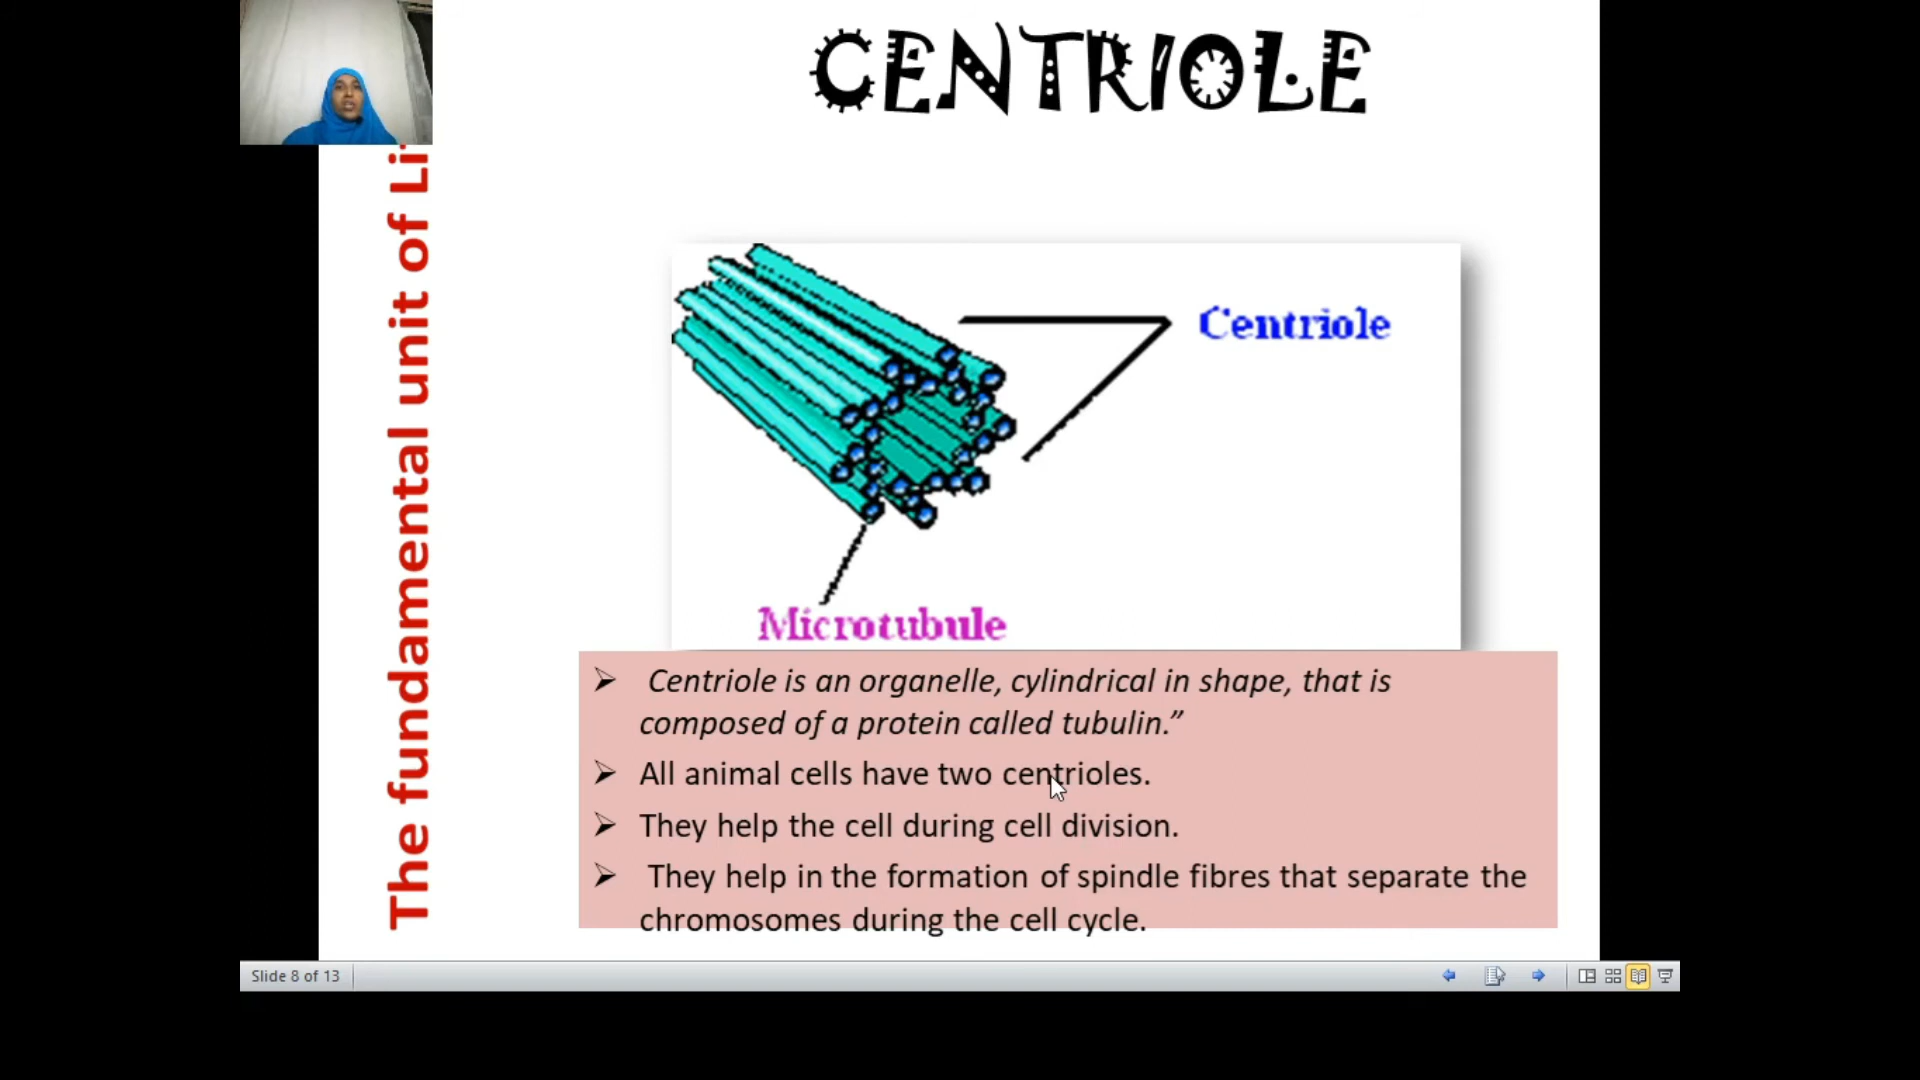 CENTRIOLE
The fundamental unit of Li
Centriole
Microtubule
➢ Centriole is an organelle, cylindrical in shape, that is
composed of a protein called tubulin.”
➢ All animal cells have two centrioles.
➢ They help the cell during cell division.
➢ They help in the formation of spindle fibres that separate the
chromosomes during the cell cycle.
Slide 8 of 13